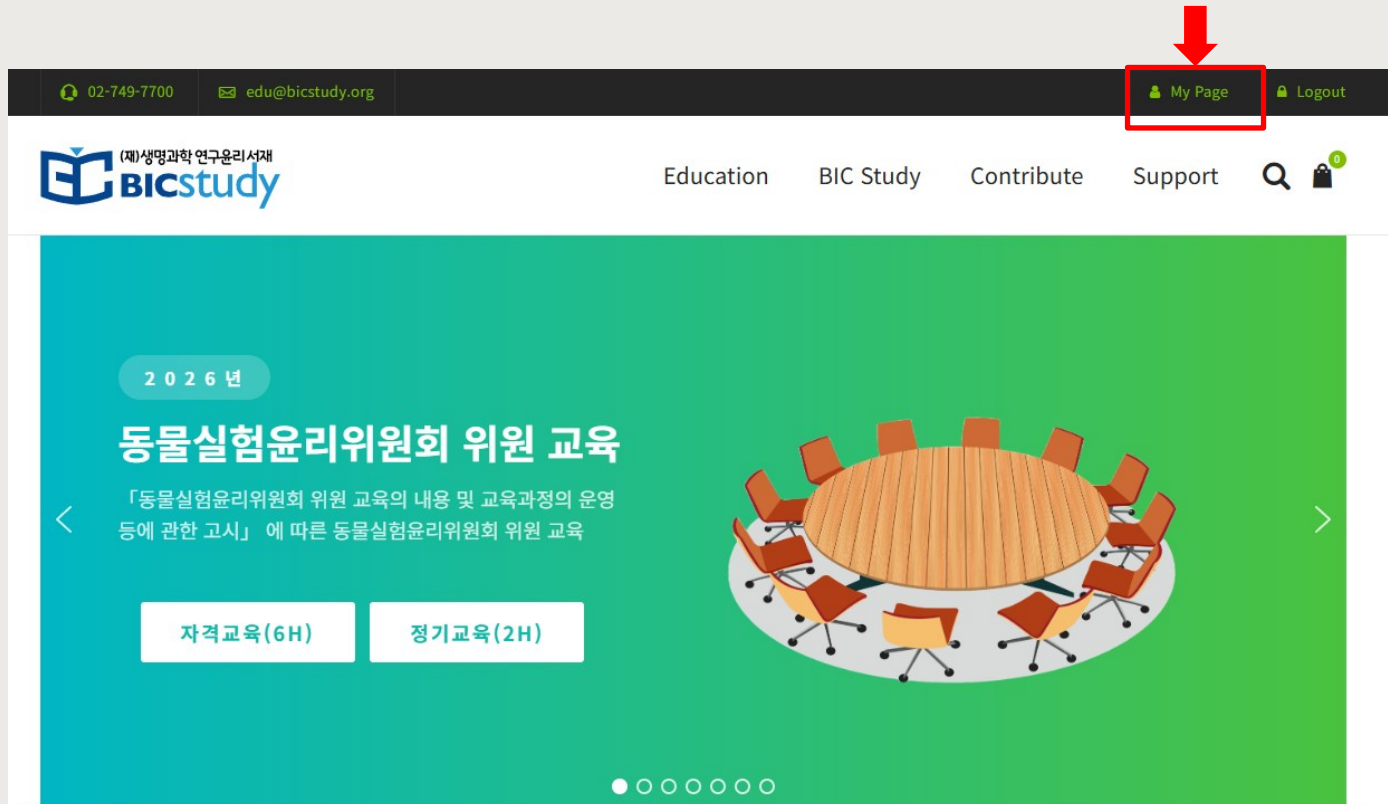 02-749-7700
edu@bicstudy.org
My Page
Logout
(재)생명과학 연구윤리서재
BICstudy
Education
BIC Study
Contribute
Support
0
2026년
동물실험윤리위원회 위원 교육
「동물실험윤리위원회 위원 교육의 내용 및 교육과정의 운영
등에 관한 고시」 에 따른 동물실험윤리위원회 위원 교육
자격교육(6H)
정기교육(2H)